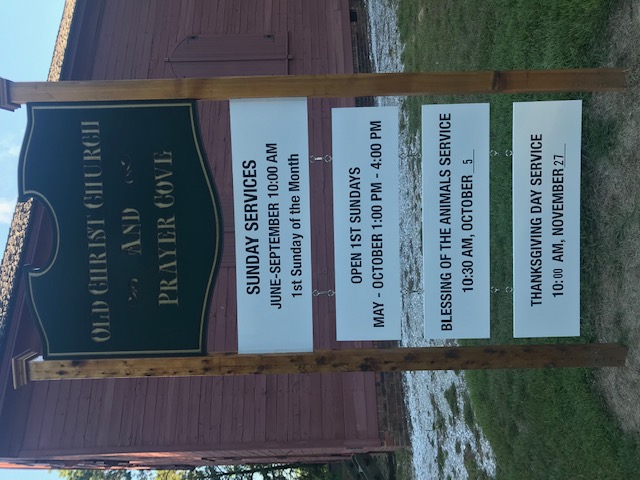 OLD CHRIST CHURCH
AND
PRAYER COVE
SUNDAY SERVICES
JUNE-SEPTEMBER 10:00 AM
1st Sunday of the Month
OPEN 1ST SUNDAYS
MAY - OCTOBER 1:00 PM - 4:00 PM
BLESSING OF THE ANIMALS SERVICE
10:30 AM, OCTOBER 5
THANKSGIVING DAY SERVICE
10:00 AM, NOVEMBER 27